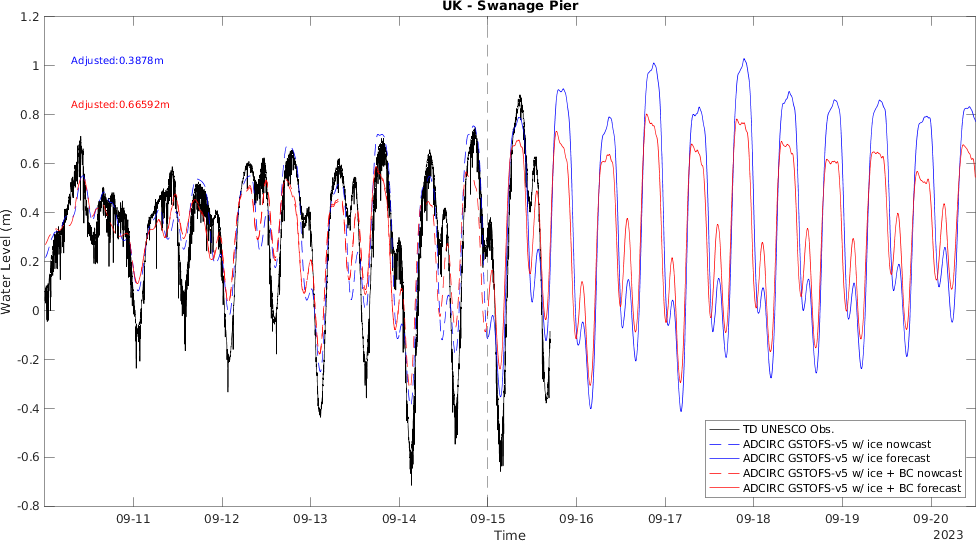 UK - Swanage Pier
1.2
1
0.8
0.6
0.4
0.2
0
-0.2
-0.4
-0.6
-0.8
Water Level (m)
Adjusted:0.3878m
Adjusted:0.66592m
TD UNESCO Obs.
ADCIRC GSTOFS-v5 w/ ice nowcast
ADCIRC GSTOFS-v5 w/ ice forecast
ADCIRC GSTOFS-v5 w/ ice + BC nowcast
ADCIRC GSTOFS-v5 w/ ice + BC forecast
09-11 09-12 09-13 09-14 09-15 09-16 09-17 09-18 09-19 09-20
Time
2023